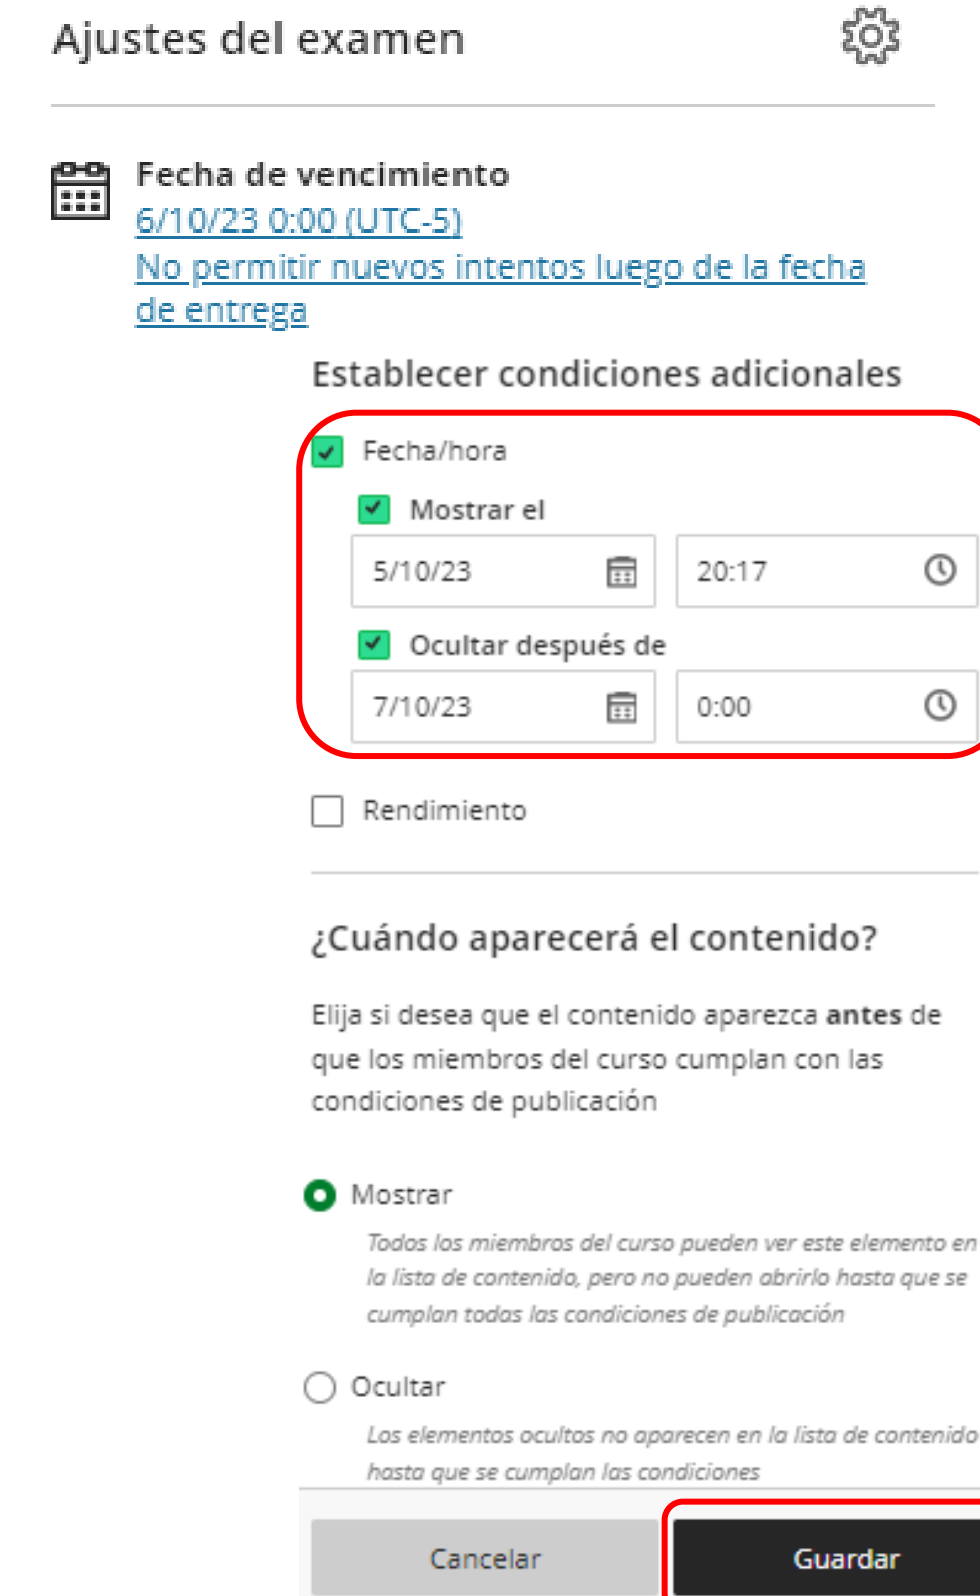 Ajustes del examen
Fecha de vencimiento
6/10/23 0:00 (UTC-5)
No permitir nuevos intentos luego de la fecha
de entrega
Establecer condiciones adicionales
Fecha/hora
Mostrar el
5/10/23 20:17
Ocultar después de
7/10/23 0:00
Rendimiento
¿Cuándo aparecerá el contenido?
Elija si desea que el contenido aparezca antes de
que los miembros del curso cumplan con las
condiciones de publicación
Mostrar
Todos los miembros del curso pueden ver este elemento en
la lista de contenido, pero no pueden abrirlo hasta que se
cumplan todas las condiciones de publicación
Ocultar
Los elementos ocultos no aparecen en la lista de contenido
hasta que se cumplan las condiciones
Cancelar Guardar